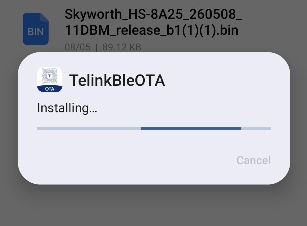 Skyworth_HS-8A25_260508_
11DBM_release_b1(1)(1).bin
BIN
08/05 | 89.12 KB
TelinkBleOTA
OTA
Installing...
Cancel